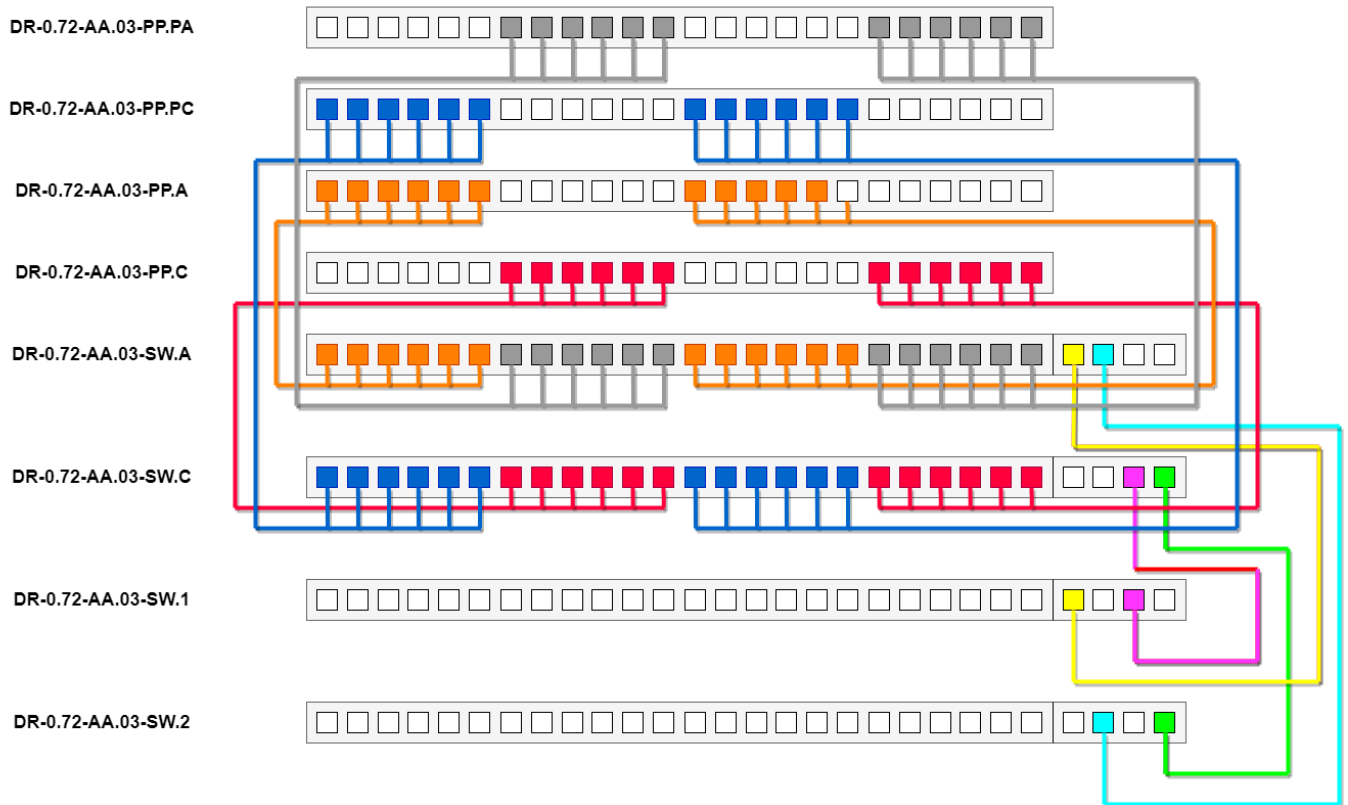 DR-0.72-AA.03-PP.PA
DR-0.72-AA.03-PP.PC
DR-0.72-AA.03-PP.A
DR-0.72-AA.03-PP.C
DR-0.72-AA.03-SW.A
DR-0.72-AA.03-SW.C
DR-0.72-AA.03-SW.1
DR-0.72-AA.03-SW.2